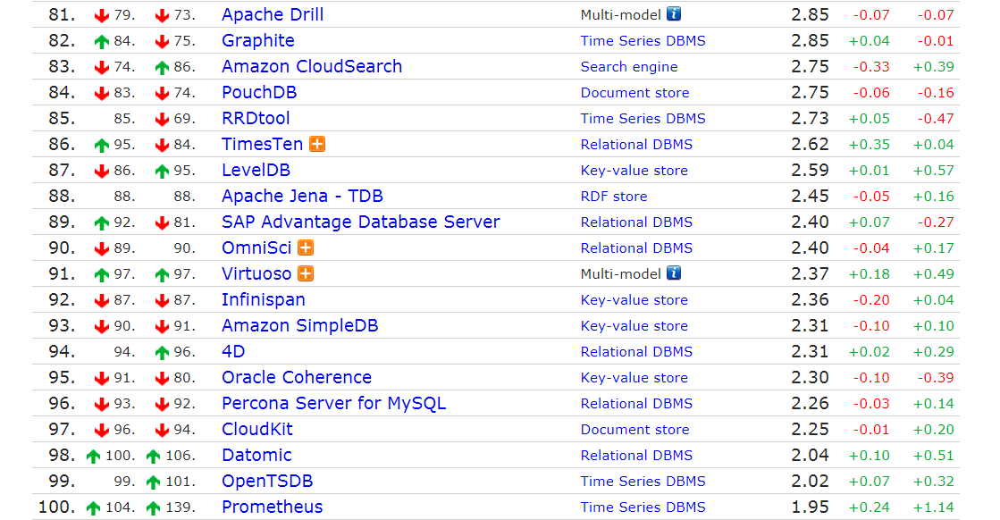 81. 79. 73. Apache Drill Multi-model i 2.85 -0.07 -0.07
82. 84. 75. Graphite Time Series DBMS 2.85 +0.04 -0.01
83. 74. 86. Amazon CloudSearch Search engine 2.75 -0.33 +0.39
84. 83. 74. PouchDB Document store 2.75 -0.06 -0.16
85. 85. 69. RRDtool Time Series DBMS 2.73 +0.05 -0.47
86. 95. 84. TimesTen Relational DBMS 2.62 +0.35 +0.04
87. 86. 95. LevelDB Key-value store 2.59 +0.01 +0.57
88. 88. 88. Apache Jena - TDB RDF store 2.45 -0.05 +0.16
89. 92. 81. SAP Advantage Database Server Relational DBMS 2.40 +0.07 -0.27
90. 89. 90. OmniSci Relational DBMS 2.40 -0.04 +0.17
91. 97. 97. Virtuoso Multi-model i 2.37 +0.18 +0.49
92. 87. 87. Infinispan Key-value store 2.36 -0.20 +0.04
93. 90. 91. Amazon SimpleDB Key-value store 2.31 -0.10 +0.10
94. 94. 96. 4D Relational DBMS 2.31 +0.02 +0.29
95. 91. 80. Oracle Coherence Key-value store 2.30 -0.10 -0.39
96. 93. 92. Percona Server for MySQL Relational DBMS 2.26 -0.03 +0.14
97. 96. 94. CloudKit Document store 2.25 -0.01 +0.20
98. 100. 106. Datomic Relational DBMS 2.04 +0.10 +0.51
99. 99. 101. OpenTSDB Time Series DBMS 2.02 +0.07 +0.32
100. 104. 139. Prometheus Time Series DBMS 1.95 +0.24 +1.14